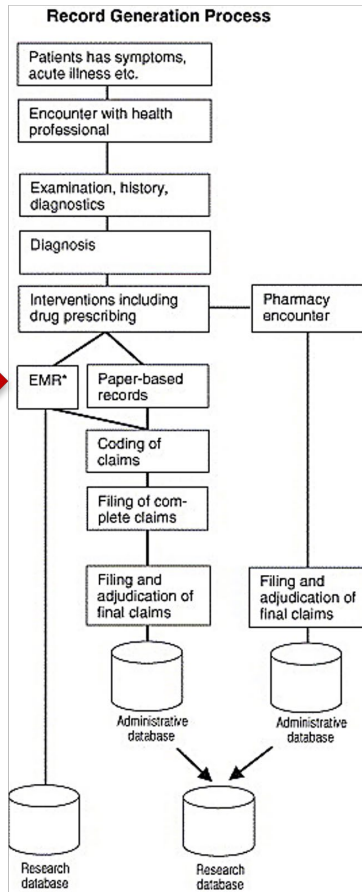 Record Generation Process
Patients has symptoms,
acute illness etc.
Encounter with health
professional
Examination, history,
diagnostics
Diagnosis
Interventions including
drug prescribing
Pharmacy
encounter
EMR*
Paper-based
records
Coding of
claims
Filing of com-
plete claims
Filing and
adjudication of
final claims
Filing and
adjudication of
final claims
Administrative
database
Administrative
database
Research
database
Research
database